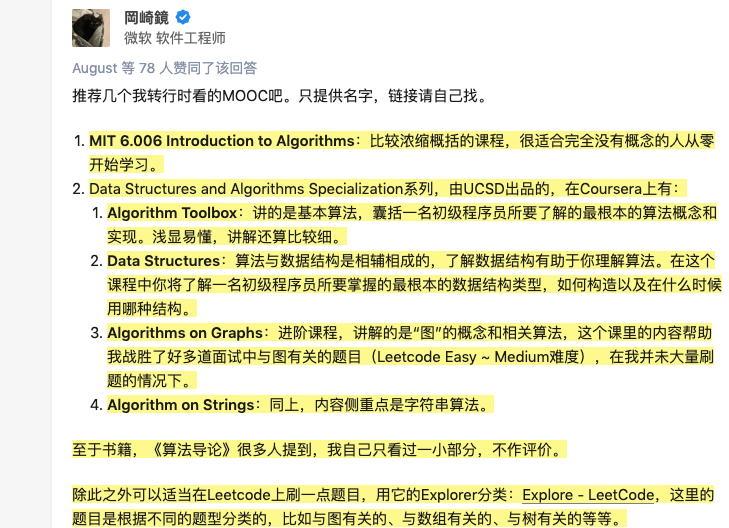 岡崎鏡
微软 软件工程师
August 等 78 人赞同了该回答
推荐几个我转行时看的MOOC吧。只提供名字，链接请自己找。
1. MIT 6.006 Introduction to Algorithms：比较浓缩概括的课程，很适合完全没有概念的人从零
开始学习。
2. Data Structures and Algorithms Specialization系列，由UCSD出品的，在Coursera上有：
1. Algorithm Toolbox：讲的是基本算法，囊括一名初级程序员所要了解的最根本的算法概念和
实现。浅显易懂，讲解还算比较细。
2. Data Structures：算法与数据结构是相辅相成的，了解数据结构有助于你理解算法。在这个
课程中你将了解一名初级程序员所要掌握的最根本的数据结构类型，如何构造以及在什么时候
用哪种结构。
3. Algorithms on Graphs：进阶课程，讲解的是“图”的概念和相关算法，这个课里的内容帮助
我战胜了好多道面试中与图有关的题目（Leetcode Easy ~ Medium难度），在我并未大量刷
题的情况下。
4. Algorithm on Strings：同上，内容侧重点是字符串算法。
至于书籍，《算法导论》很多人提到，我自己只看过一小部分，不作评价。
除此之外可以适当在Leetcode上刷一点题目，用它的Explorer分类：Explore - LeetCode，这里的
题目是根据不同的题型分类的，比如与图有关的、与数组有关的、与树有关的等等。